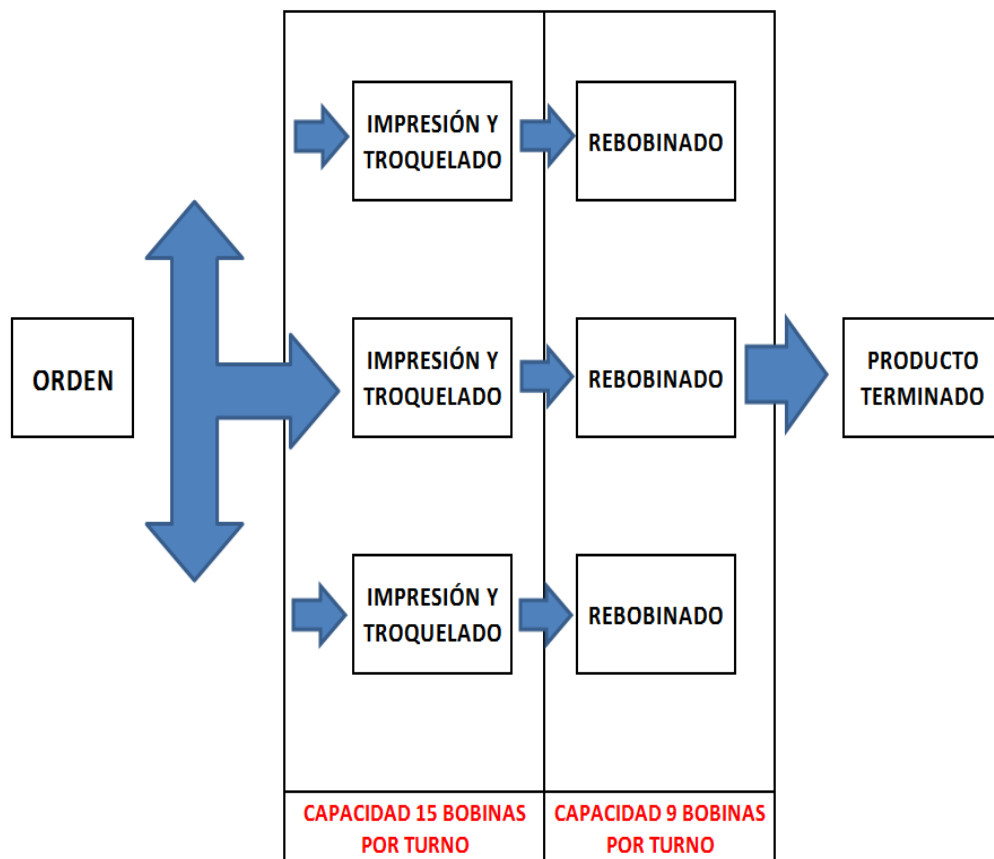 IMPRESIÓN Y
TROQUELADO
REBOBINADO
ORDEN
IMPRESIÓN Y
TROQUELADO
REBOBINADO
PRODUCTO
TERMINADO
IMPRESIÓN Y
TROQUELADO
REBOBINADO
CAPACIDAD 15 BOBINAS
POR TURNO
CAPACIDAD 9 BOBINAS
POR TURNO